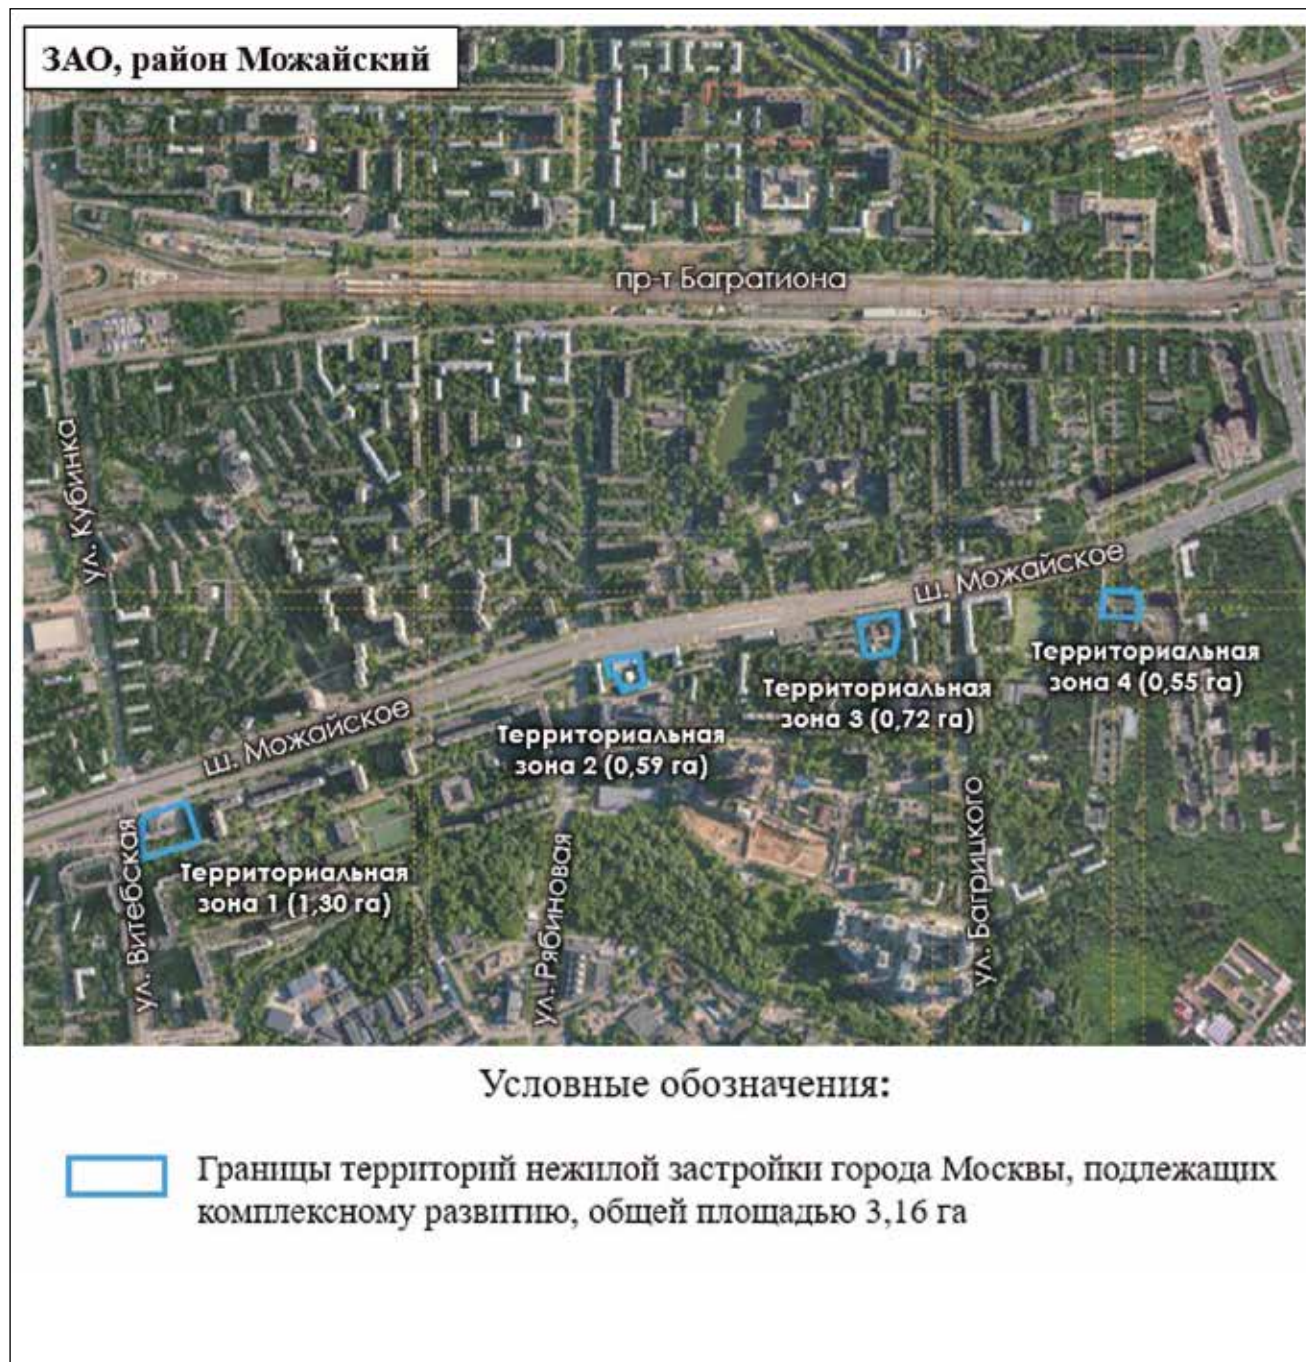 ЗАО, район Можайский
пр-т Багратиона
ул. Кубинка
ш. Можайское
Территориальная
зона 4 (0,55 га)
Территориальная
зона 3 (0,72 га)
Территориальная
зона 2 (0,59 га)
ш. Можайское
Территориальная
зона 1 (1,30 га)
ул. Витебская
ул. Рябиновая
ул. Багрицкого
Условные обозначения:
Границы территорий нежилой застройки города Москвы, подлежащих
комплексному развитию, общей площадью 3,16 га